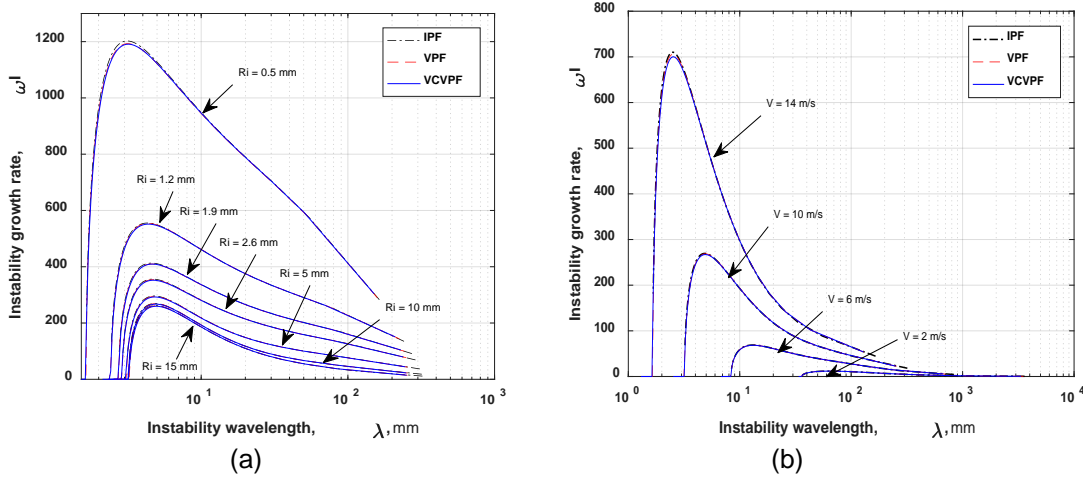 1200
1000
800
600
400
200
0
Instability growth rate, ω^I
IPF
VPF
VCVPF
Ri = 0.5 mm
Ri = 1.2 mm
Ri = 1.9 mm
Ri = 2.6 mm
Ri = 5 mm
Ri = 10 mm
Ri = 15 mm
10^1 10^2 10^3
Instability wavelength, λ, mm
(a)
800
700
600
500
400
300
200
100
0
Instability growth rate, ω^I
IPF
VPF
VCVPF
V = 14 m/s
V = 10 m/s
V = 6 m/s
V = 2 m/s
10^0 10^1 10^2 10^3 10^4
Instability wavelength, λ, mm
(b)